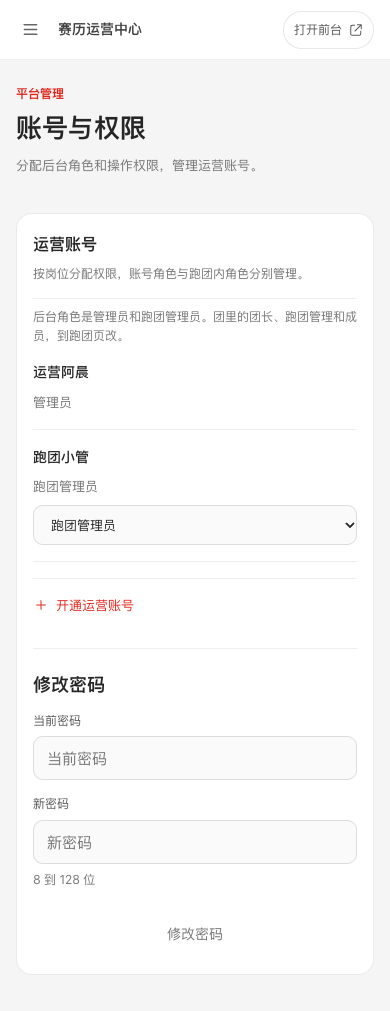 赛历运营中心
打开前台
平台管理
账号与权限
分配后台角色和操作权限，管理运营账号。
运营账号
按岗位分配权限，账号角色与跑团内角色分别管理。
后台角色是管理员和跑团管理员。团里的团长、跑团管理和成
员，到跑团页改。
运营阿晨
管理员
跑团小管
跑团管理员
跑团管理员
开通运营账号
修改密码
当前密码
当前密码
新密码
新密码
8 到 128 位
修改密码